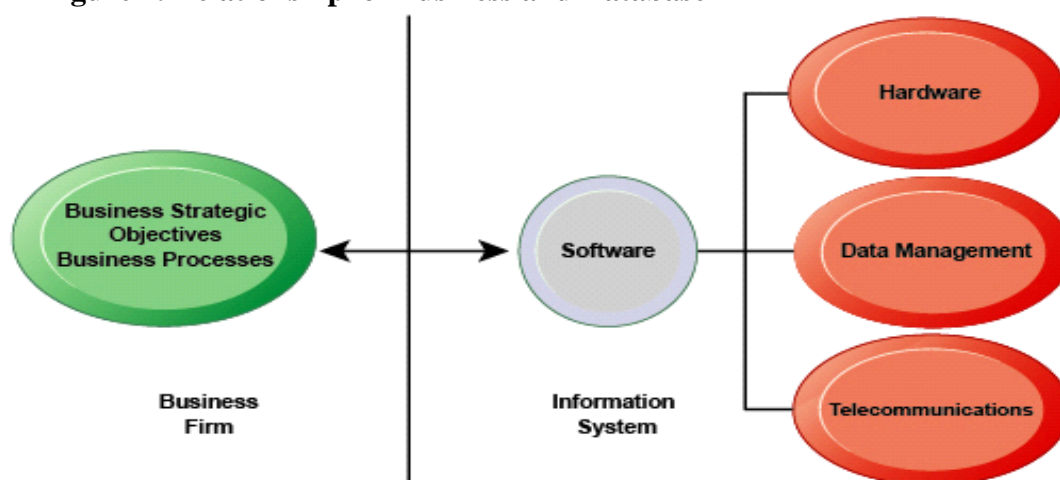 Business Strategic
Objectives
Business Processes
Business
Firm
Software
Information
System
Hardware
Data Management
Telecommunications